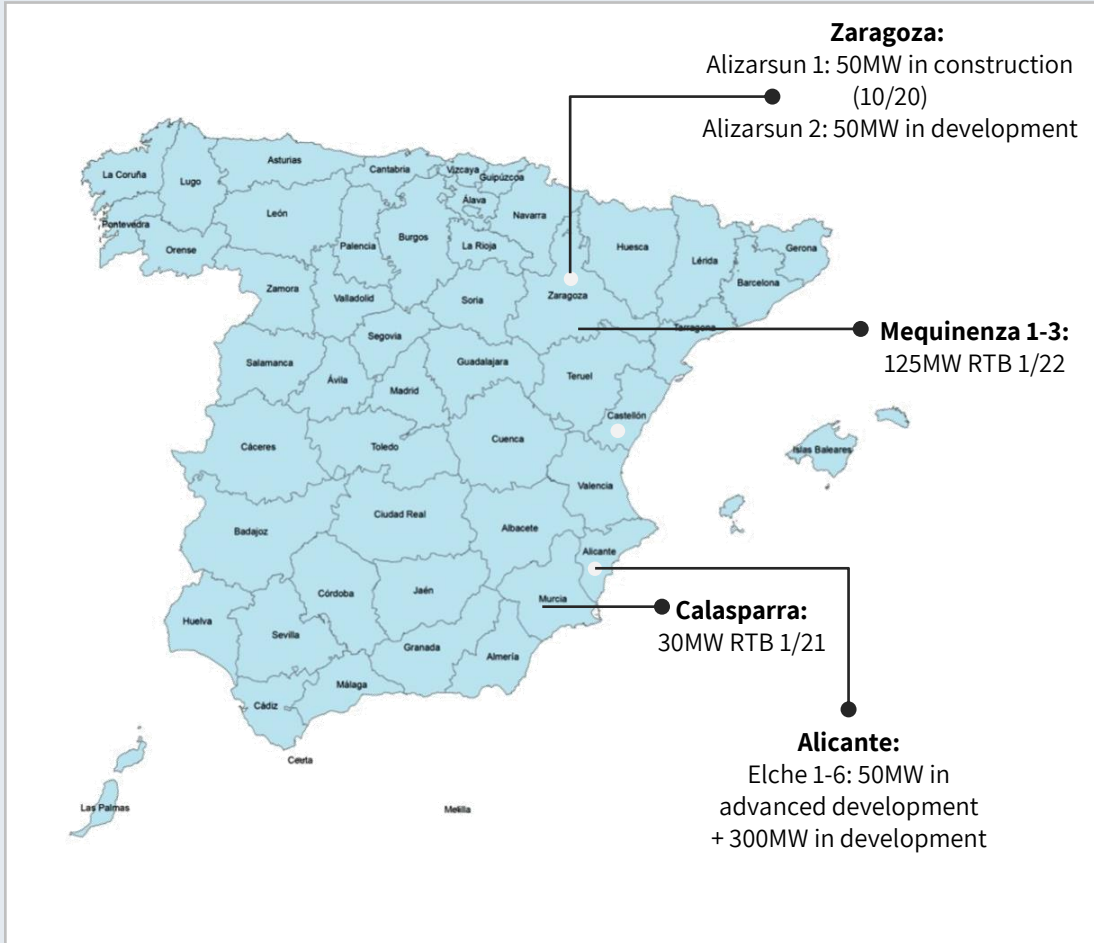 Zaragoza:
Alizarsun 1: 50MW in construction
(10/20)
Alizarsun 2: 50MW in development
La Coruña
Lugo
Asturias
Cantabria
Vizcaya
Guipúzcoa
Álava
Navarra
Pontevedra
Orense
León
Palencia
Burgos
La Rioja
Huesca
Lérida
Gerona
Barcelona
Zamora
Valladolid
Soria
Zaragoza
Tarragona
Segovia
Salamanca
Ávila
Madrid
Guadalajara
Teruel
Mequinenza 1-3:
125MW RTB 1/22
Castellón
Cáceres
Toledo
Cuenca
Valencia
Islas Baleares
Badajoz
Ciudad Real
Albacete
Alicante
Huelva
Sevilla
Córdoba
Jaén
Murcia
Calasparra:
30MW RTB 1/21
Granada
Almería
Málaga
Cádiz
Ceuta
Las Palmas
Melilla
Alicante:
Elche 1-6: 50MW in
advanced development
+ 300MW in development